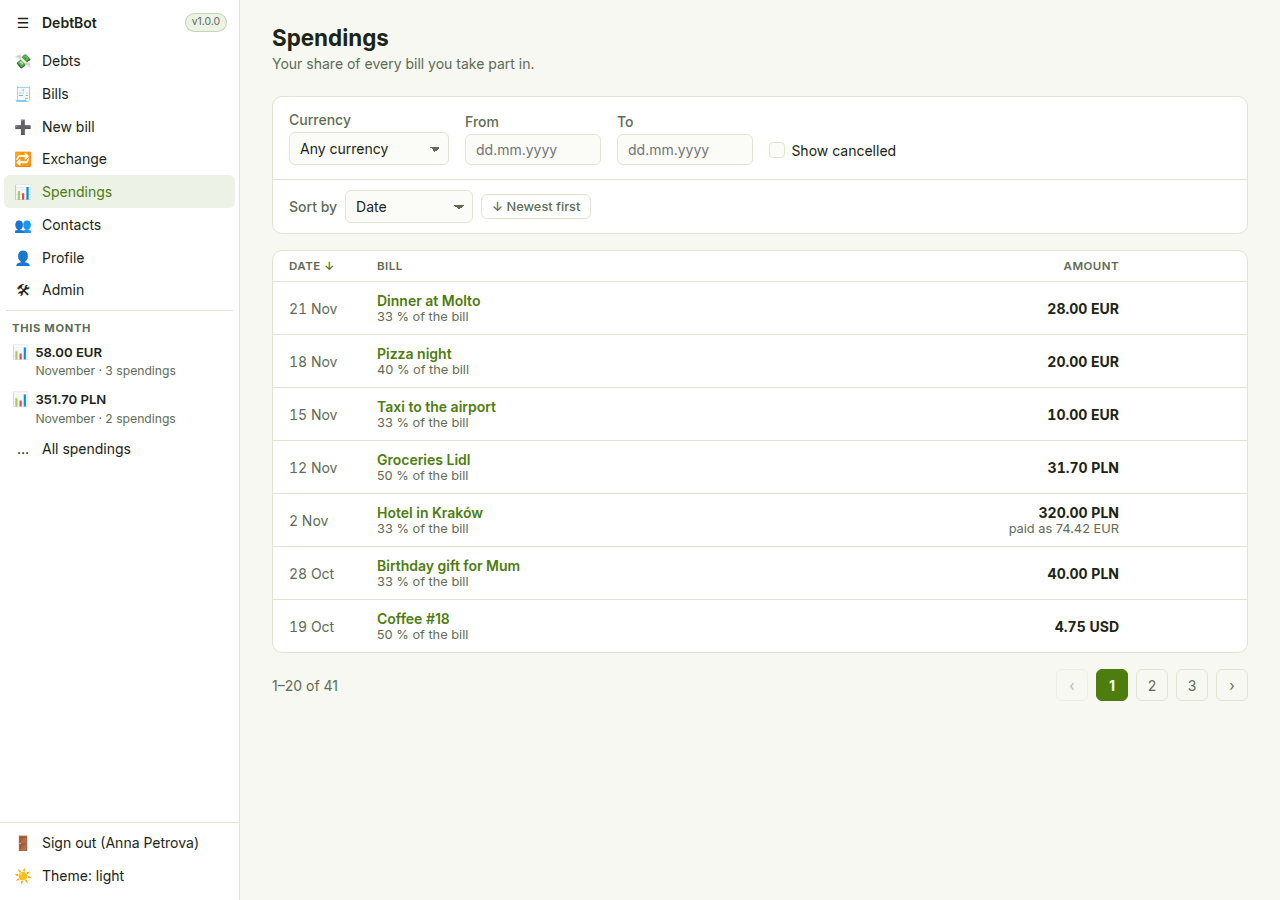 DebtBot
v1.0.0
Debts
Bills
New bill
Exchange
Spendings
Contacts
Profile
Admin
THIS MONTH
58.00 EUR
November · 3 spendings
351.70 PLN
November · 2 spendings
... All spendings
Sign out (Anna Petrova)
Theme: light
Spendings
Your share of every bill you take part in.
Currency
Any currency
From
dd.mm.yyyy
To
dd.mm.yyyy
Show cancelled
Sort by
Date
↓ Newest first
DATE ↓ BILL AMOUNT
21 Nov Dinner at Molto 28.00 EUR
33 % of the bill
18 Nov Pizza night 20.00 EUR
40 % of the bill
15 Nov Taxi to the airport 10.00 EUR
33 % of the bill
12 Nov Groceries Lidl 31.70 PLN
50 % of the bill
2 Nov Hotel in Kraków 320.00 PLN
33 % of the bill paid as 74.42 EUR
28 Oct Birthday gift for Mum 40.00 PLN
33 % of the bill
19 Oct Coffee #18 4.75 USD
50 % of the bill
1–20 of 41
‹ 1 2 3 ›